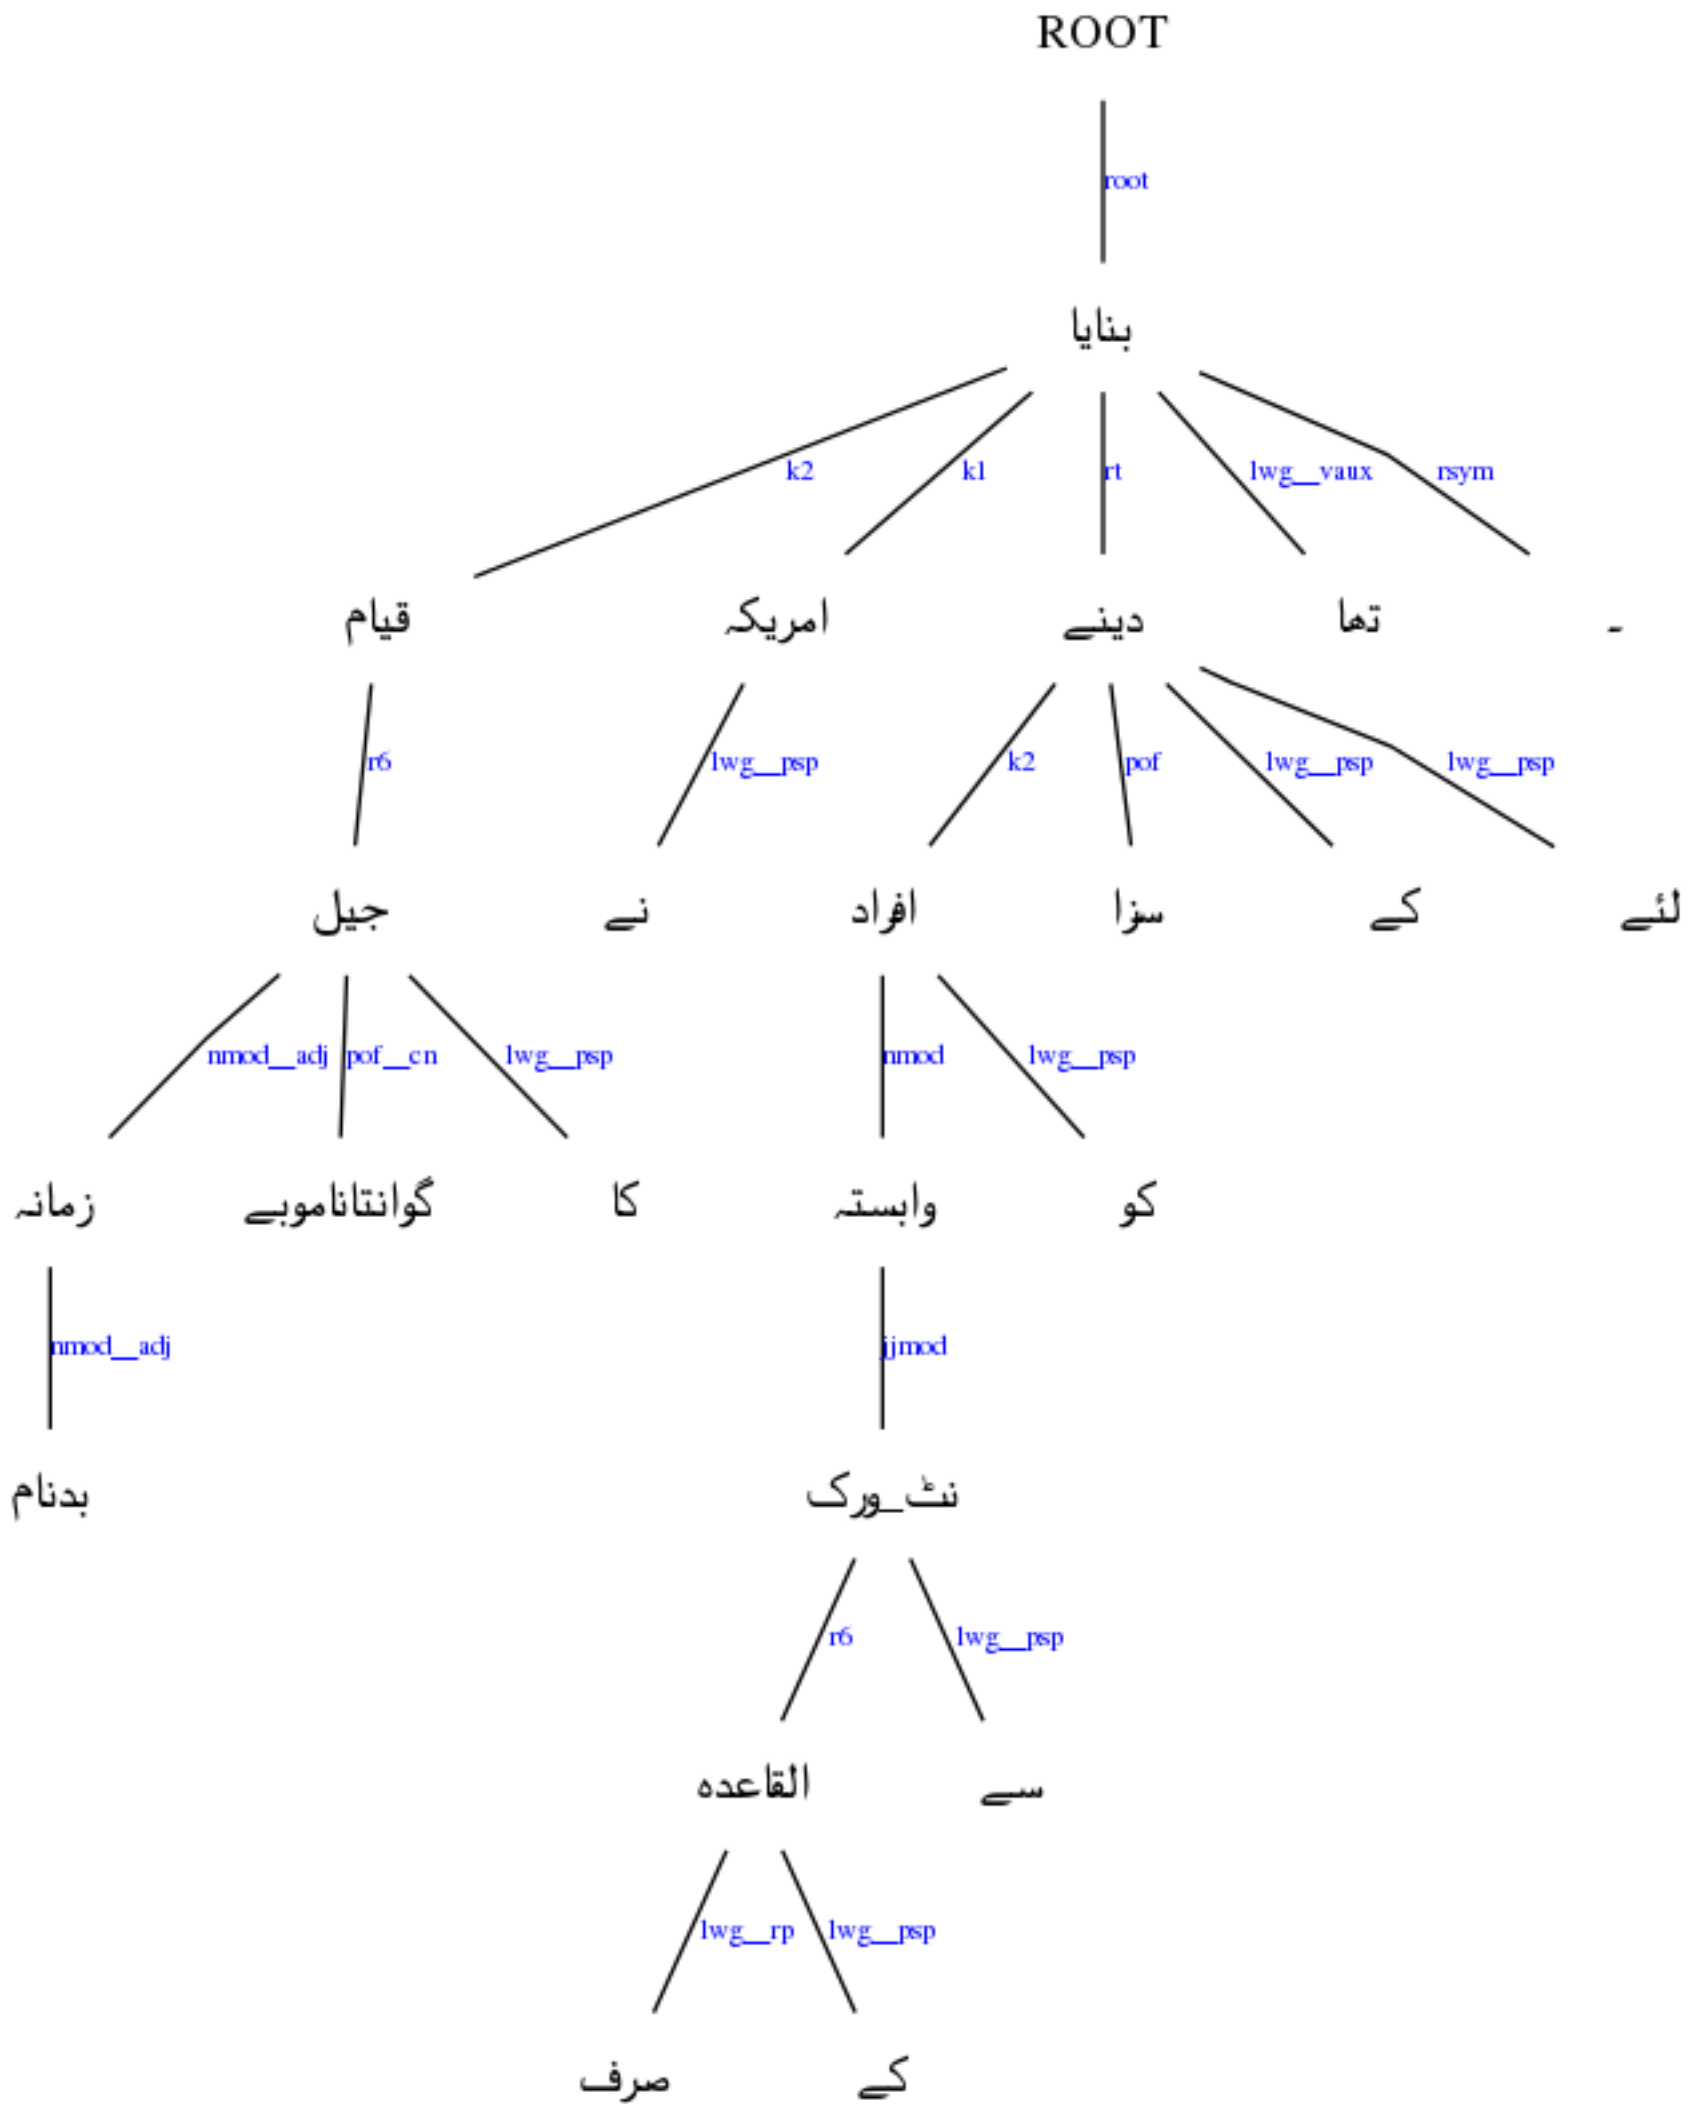 ROOT
root
بنایا
k2 k1 rt lwg__vaux rsym
قیام امریکہ دینے تھا ۔
r6 lwg__psp k2 pof lwg__psp lwg__psp
جیل نے افراد سزا کے لئے
nmod__adj pof__cn lwg__psp nmod lwg__psp
زمانہ گوانتاناموبے کا وابستہ کو
nmod__adj jjmod
بدنام نٹ_ورک
r6 lwg__psp
القاعدہ سے
lwg__rp lwg__psp
صرف کے